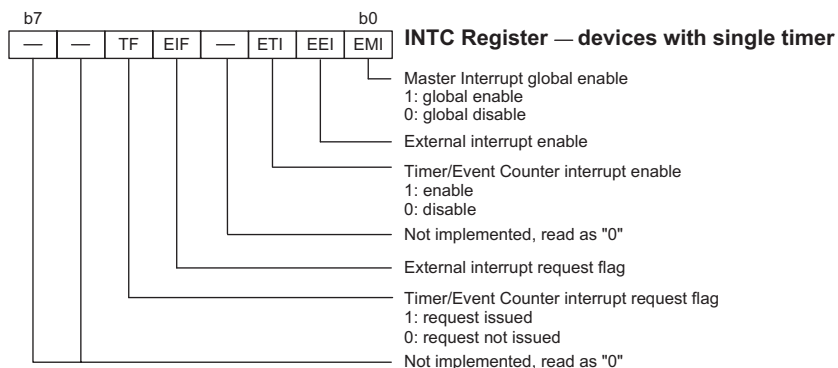 b7 b0
— — TF EIF — ETI EEI EMI
INTC Register — devices with single timer
Master Interrupt global enable
1: global enable
0: global disable
External interrupt enable
Timer/Event Counter interrupt enable
1: enable
0: disable
Not implemented, read as "0"
External interrupt request flag
Timer/Event Counter interrupt request flag
1: request issued
0: request not issued
Not implemented, read as "0"